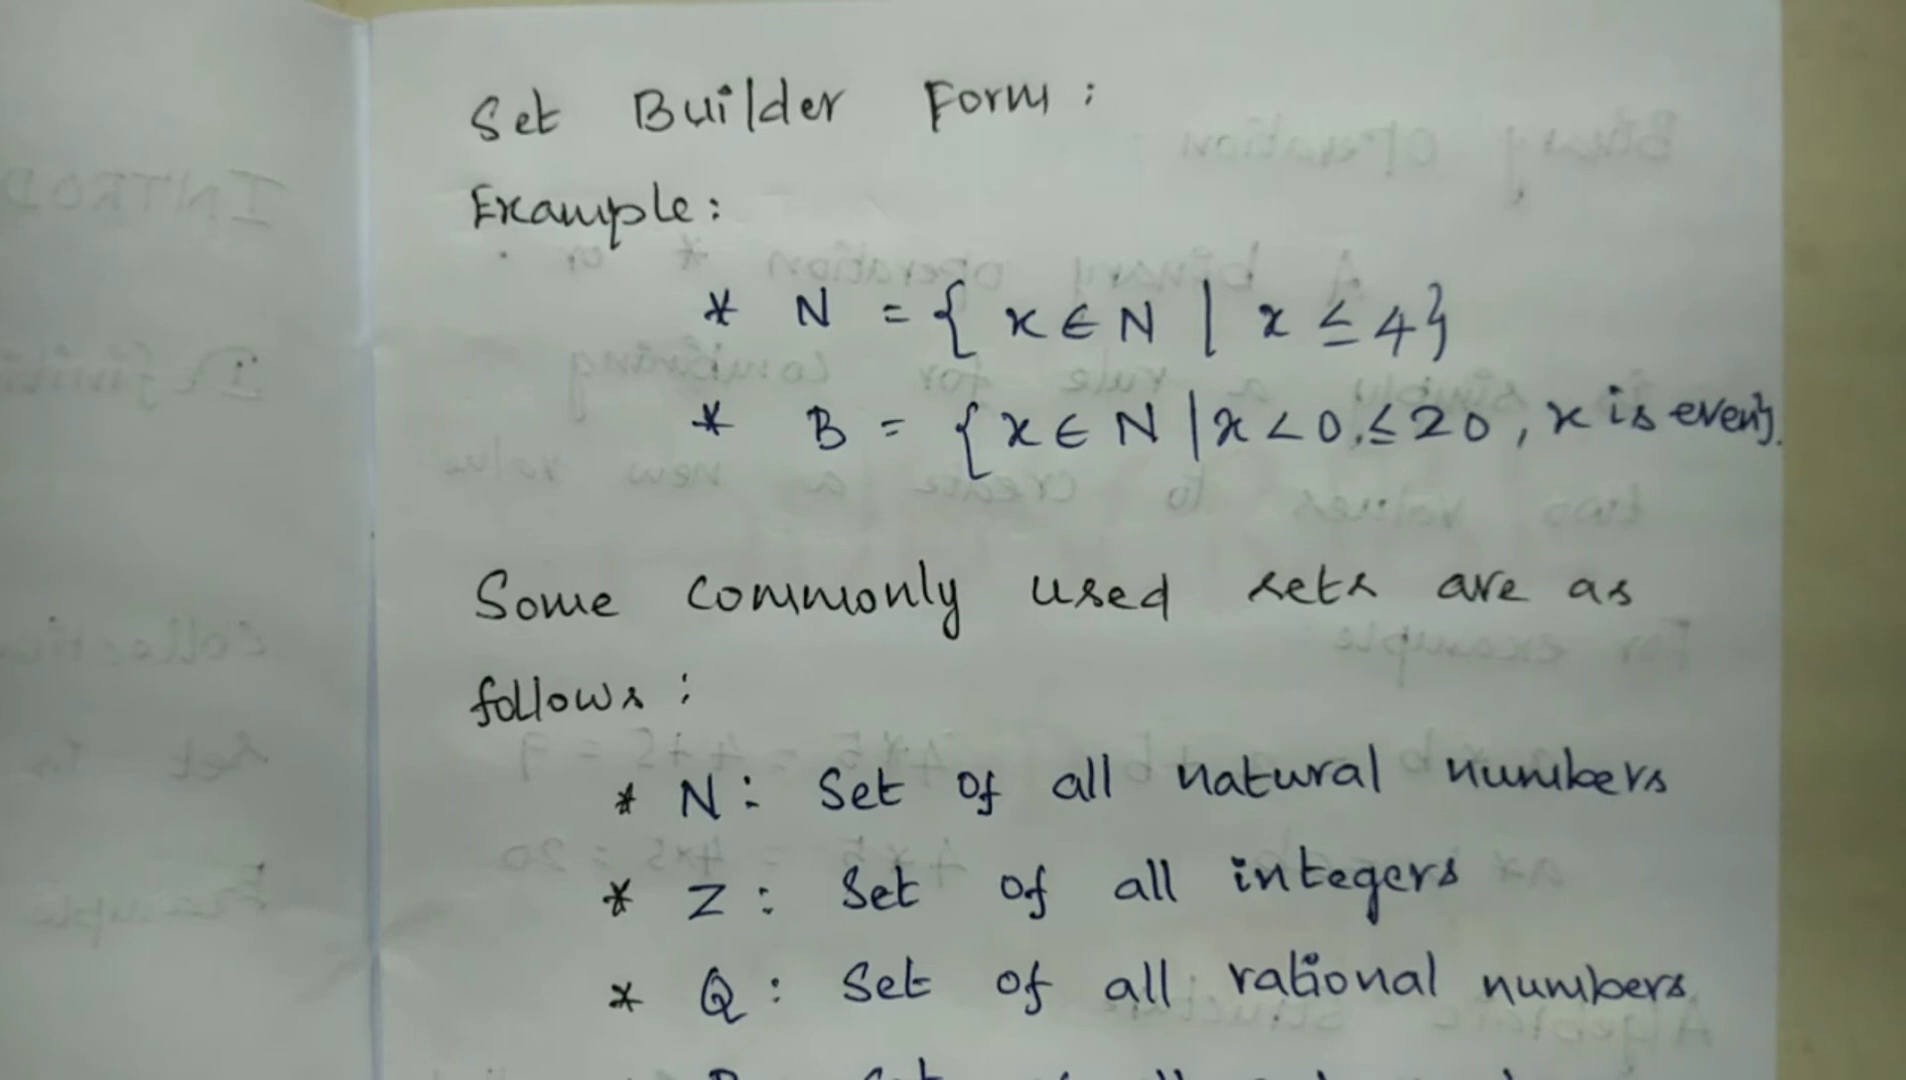 Set Builder Form :
Example :
* N = { x ∈ N | x ≤ 4}
* B = { x ∈ N | x < 0, ≤ 20, x is even}.
Some commonly used sets are as
follows :
* N : Set of all natural numbers
* Z : Set of all integers
* Q : Set of all rational numbers